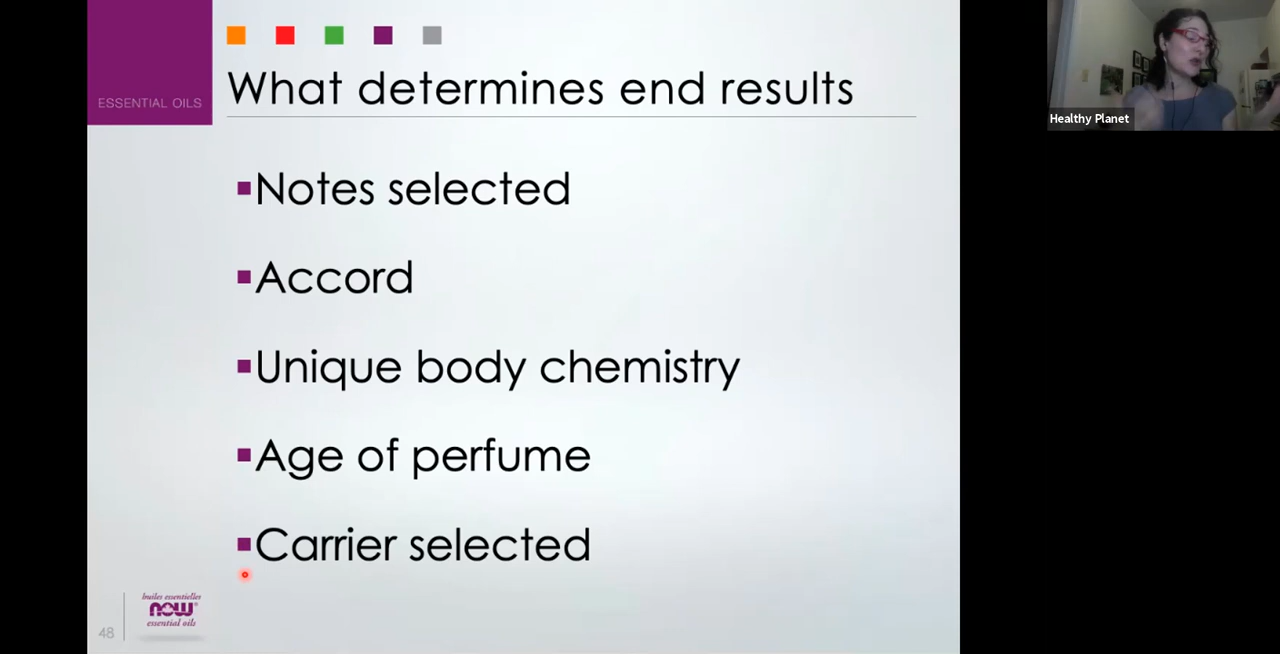 ESSENTIAL OILS
What determines end results
Notes selected
Accord
Unique body chemistry
Age of perfume
Carrier selected
48
huiles essentielles
now®
essential oils
Healthy Planet